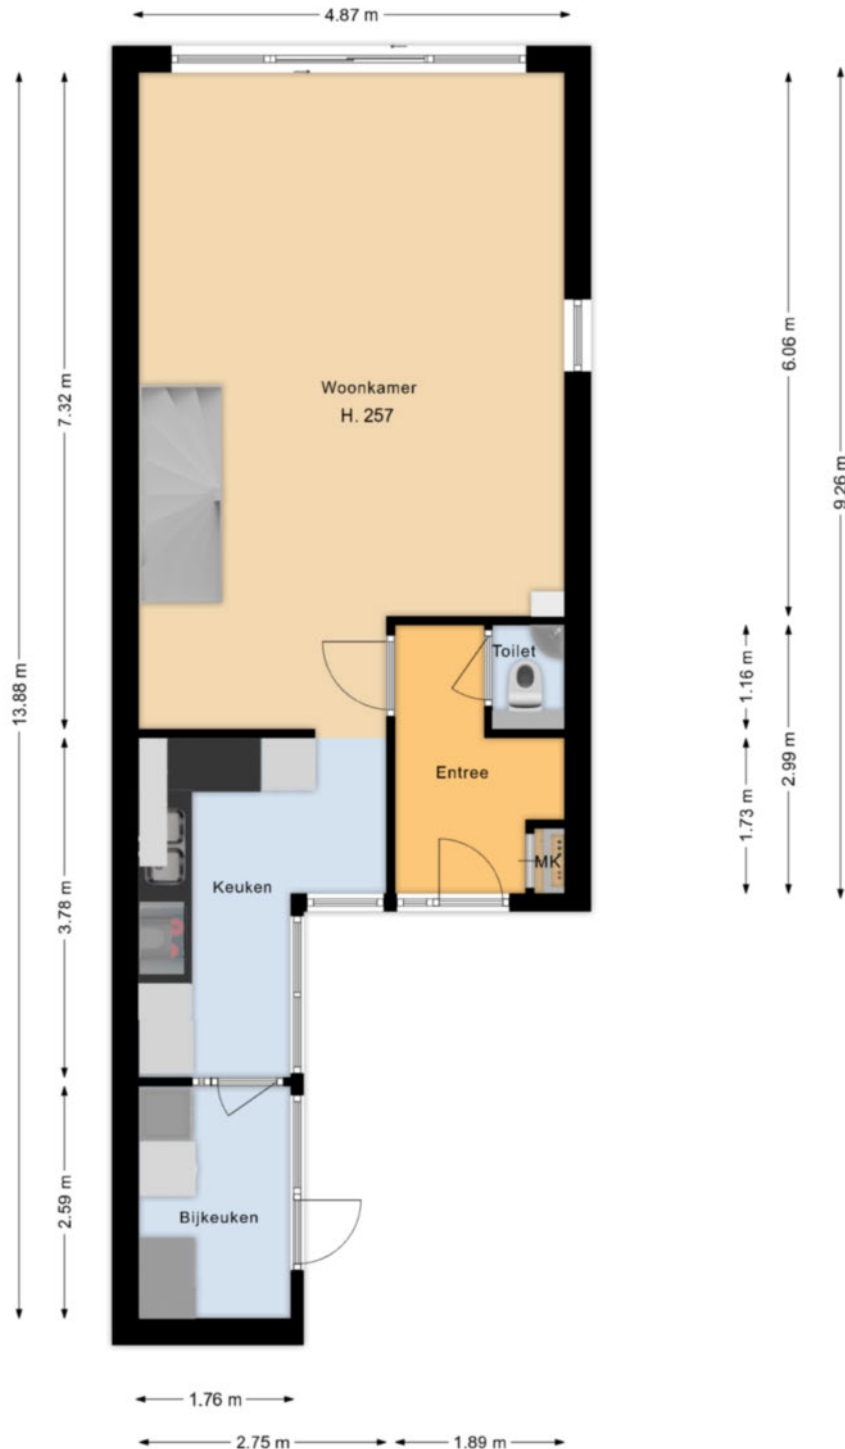 4.87 m
7.32 m
6.06 m
Woonkamer
H. 257
9.26 m
13.88 m
Toilet
1.16 m
Entree
2.99 m
1.73 m
MK
Keuken
3.78 m
2.59 m
Bijkeuken
1.76 m
2.75 m
1.89 m